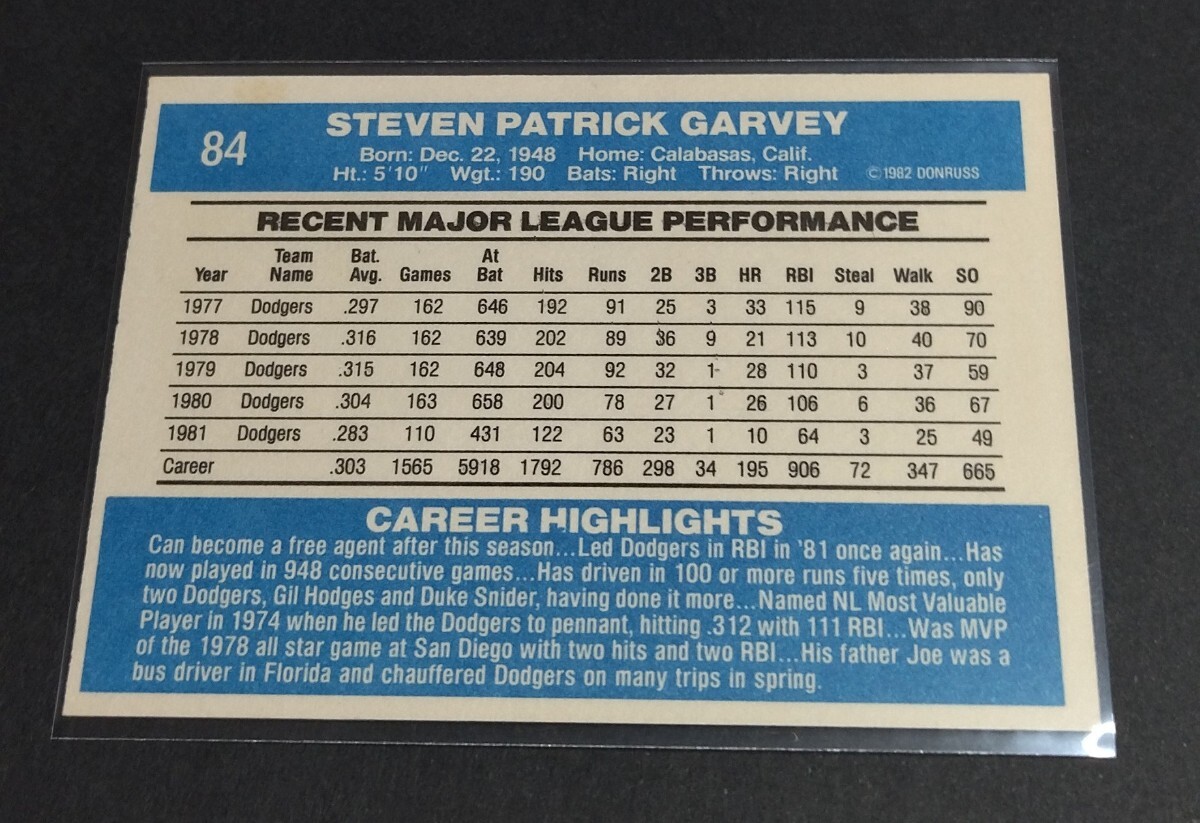 84
STEVEN PATRICK GARVEY
Born: Dec. 22, 1948 Home: Calabasas, Calif.
Ht.: 5'10" Wgt.: 190 Bats: Right Throws: Right ©1982 DONRUSS
RECENT MAJOR LEAGUE PERFORMANCE
Year Team Name Bat. Avg. Games At Bat Hits Runs 2B 3B HR RBI Steal Walk SO
1977 Dodgers .297 162 646 192 91 25 3 33 115 9 38 90
1978 Dodgers .316 162 639 202 89 36 9 21 113 10 40 70
1979 Dodgers .315 162 648 204 92 32 1 28 110 3 37 59
1980 Dodgers .304 163 658 200 78 27 1 26 106 6 36 67
1981 Dodgers .283 110 431 122 63 23 1 10 64 3 25 49
Career .303 1565 5918 1792 786 298 34 195 906 72 347 665
CAREER HIGHLIGHTS
Can become a free agent after this season...Led Dodgers in RBI in '81 once again...Has
now played in 948 consecutive games...Has driven in 100 or more runs five times, only
two Dodgers, Gil Hodges and Duke Snider, having done it more...Named NL Most Valuable
Player in 1974 when he led the Dodgers to pennant, hitting .312 with 111 RBI...Was MVP
of the 1978 all star game at San Diego with two hits and two RBI...His father Joe was a
bus driver in Florida and chauffered Dodgers on many trips in spring.